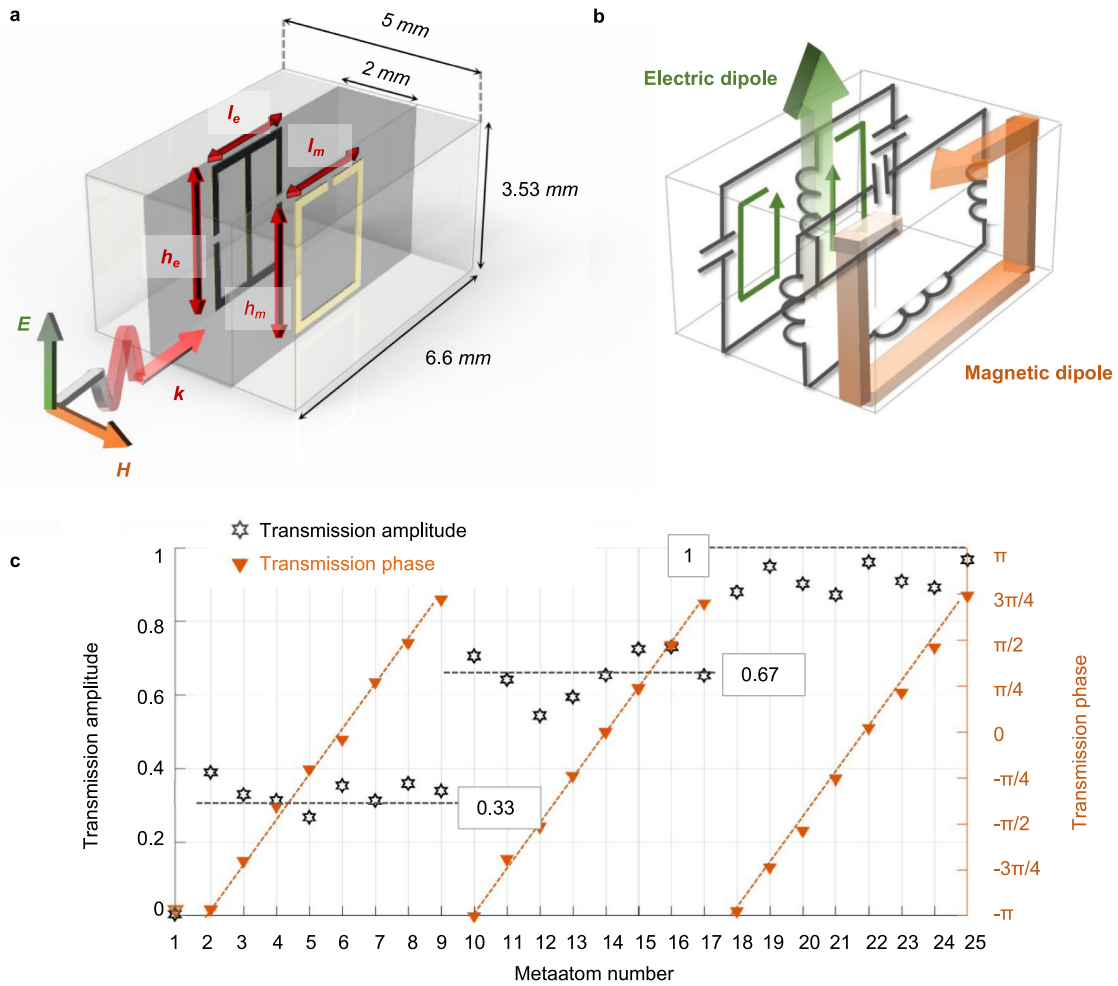 a
5 mm
2 mm
l_e
l_m
3.53 mm
h_e
h_m
6.6 mm
E
k
H
b
Electric dipole
Magnetic dipole
c
Transmission amplitude
Transmission phase
1
0.8
0.6
0.4
0.2
0
Transmission amplitude
1
0.67
0.33
π
3π/4
π/2
π/4
0
-π/4
-π/2
-3π/4
-π
Transmission phase
1 2 3 4 5 6 7 8 9 10 11 12 13 14 15 16 17 18 19 20 21 22 23 24 25
Metaatom number